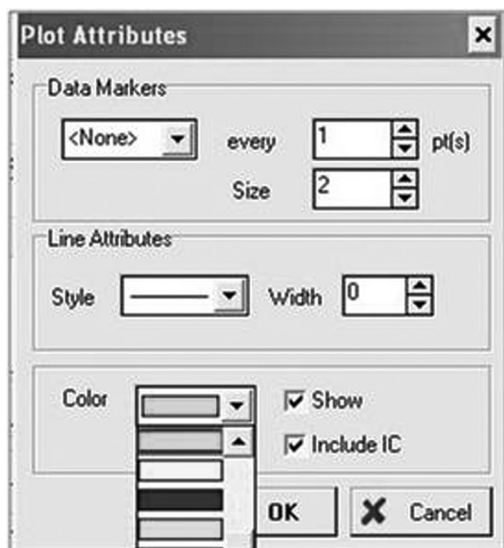 Plot Attributes
Data Markers
<None> every 1 pt(s)
Size 2
Line Attributes
Style Width 0
Color Show
Include IC
OK Cancel